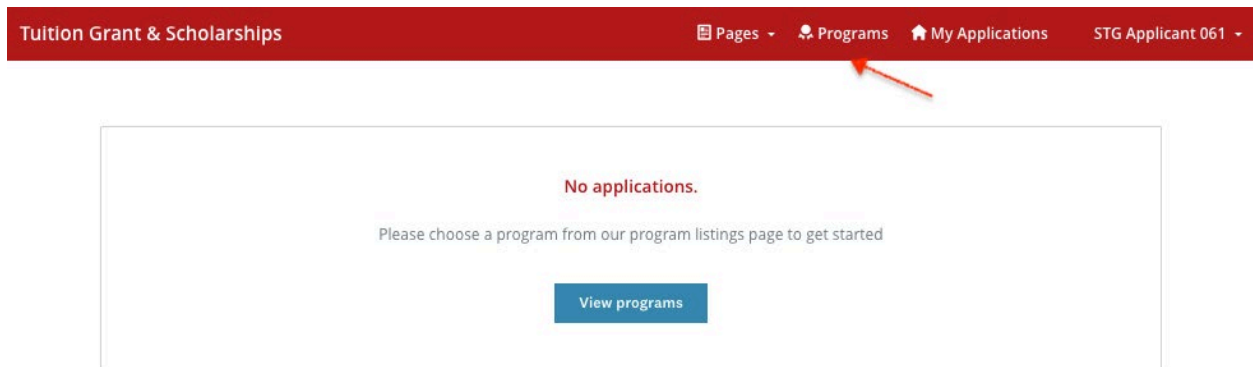 Tuition Grant & Scholarships Pages Programs My Applications STG Applicant 061
No applications.
Please choose a program from our program listings page to get started
View programs